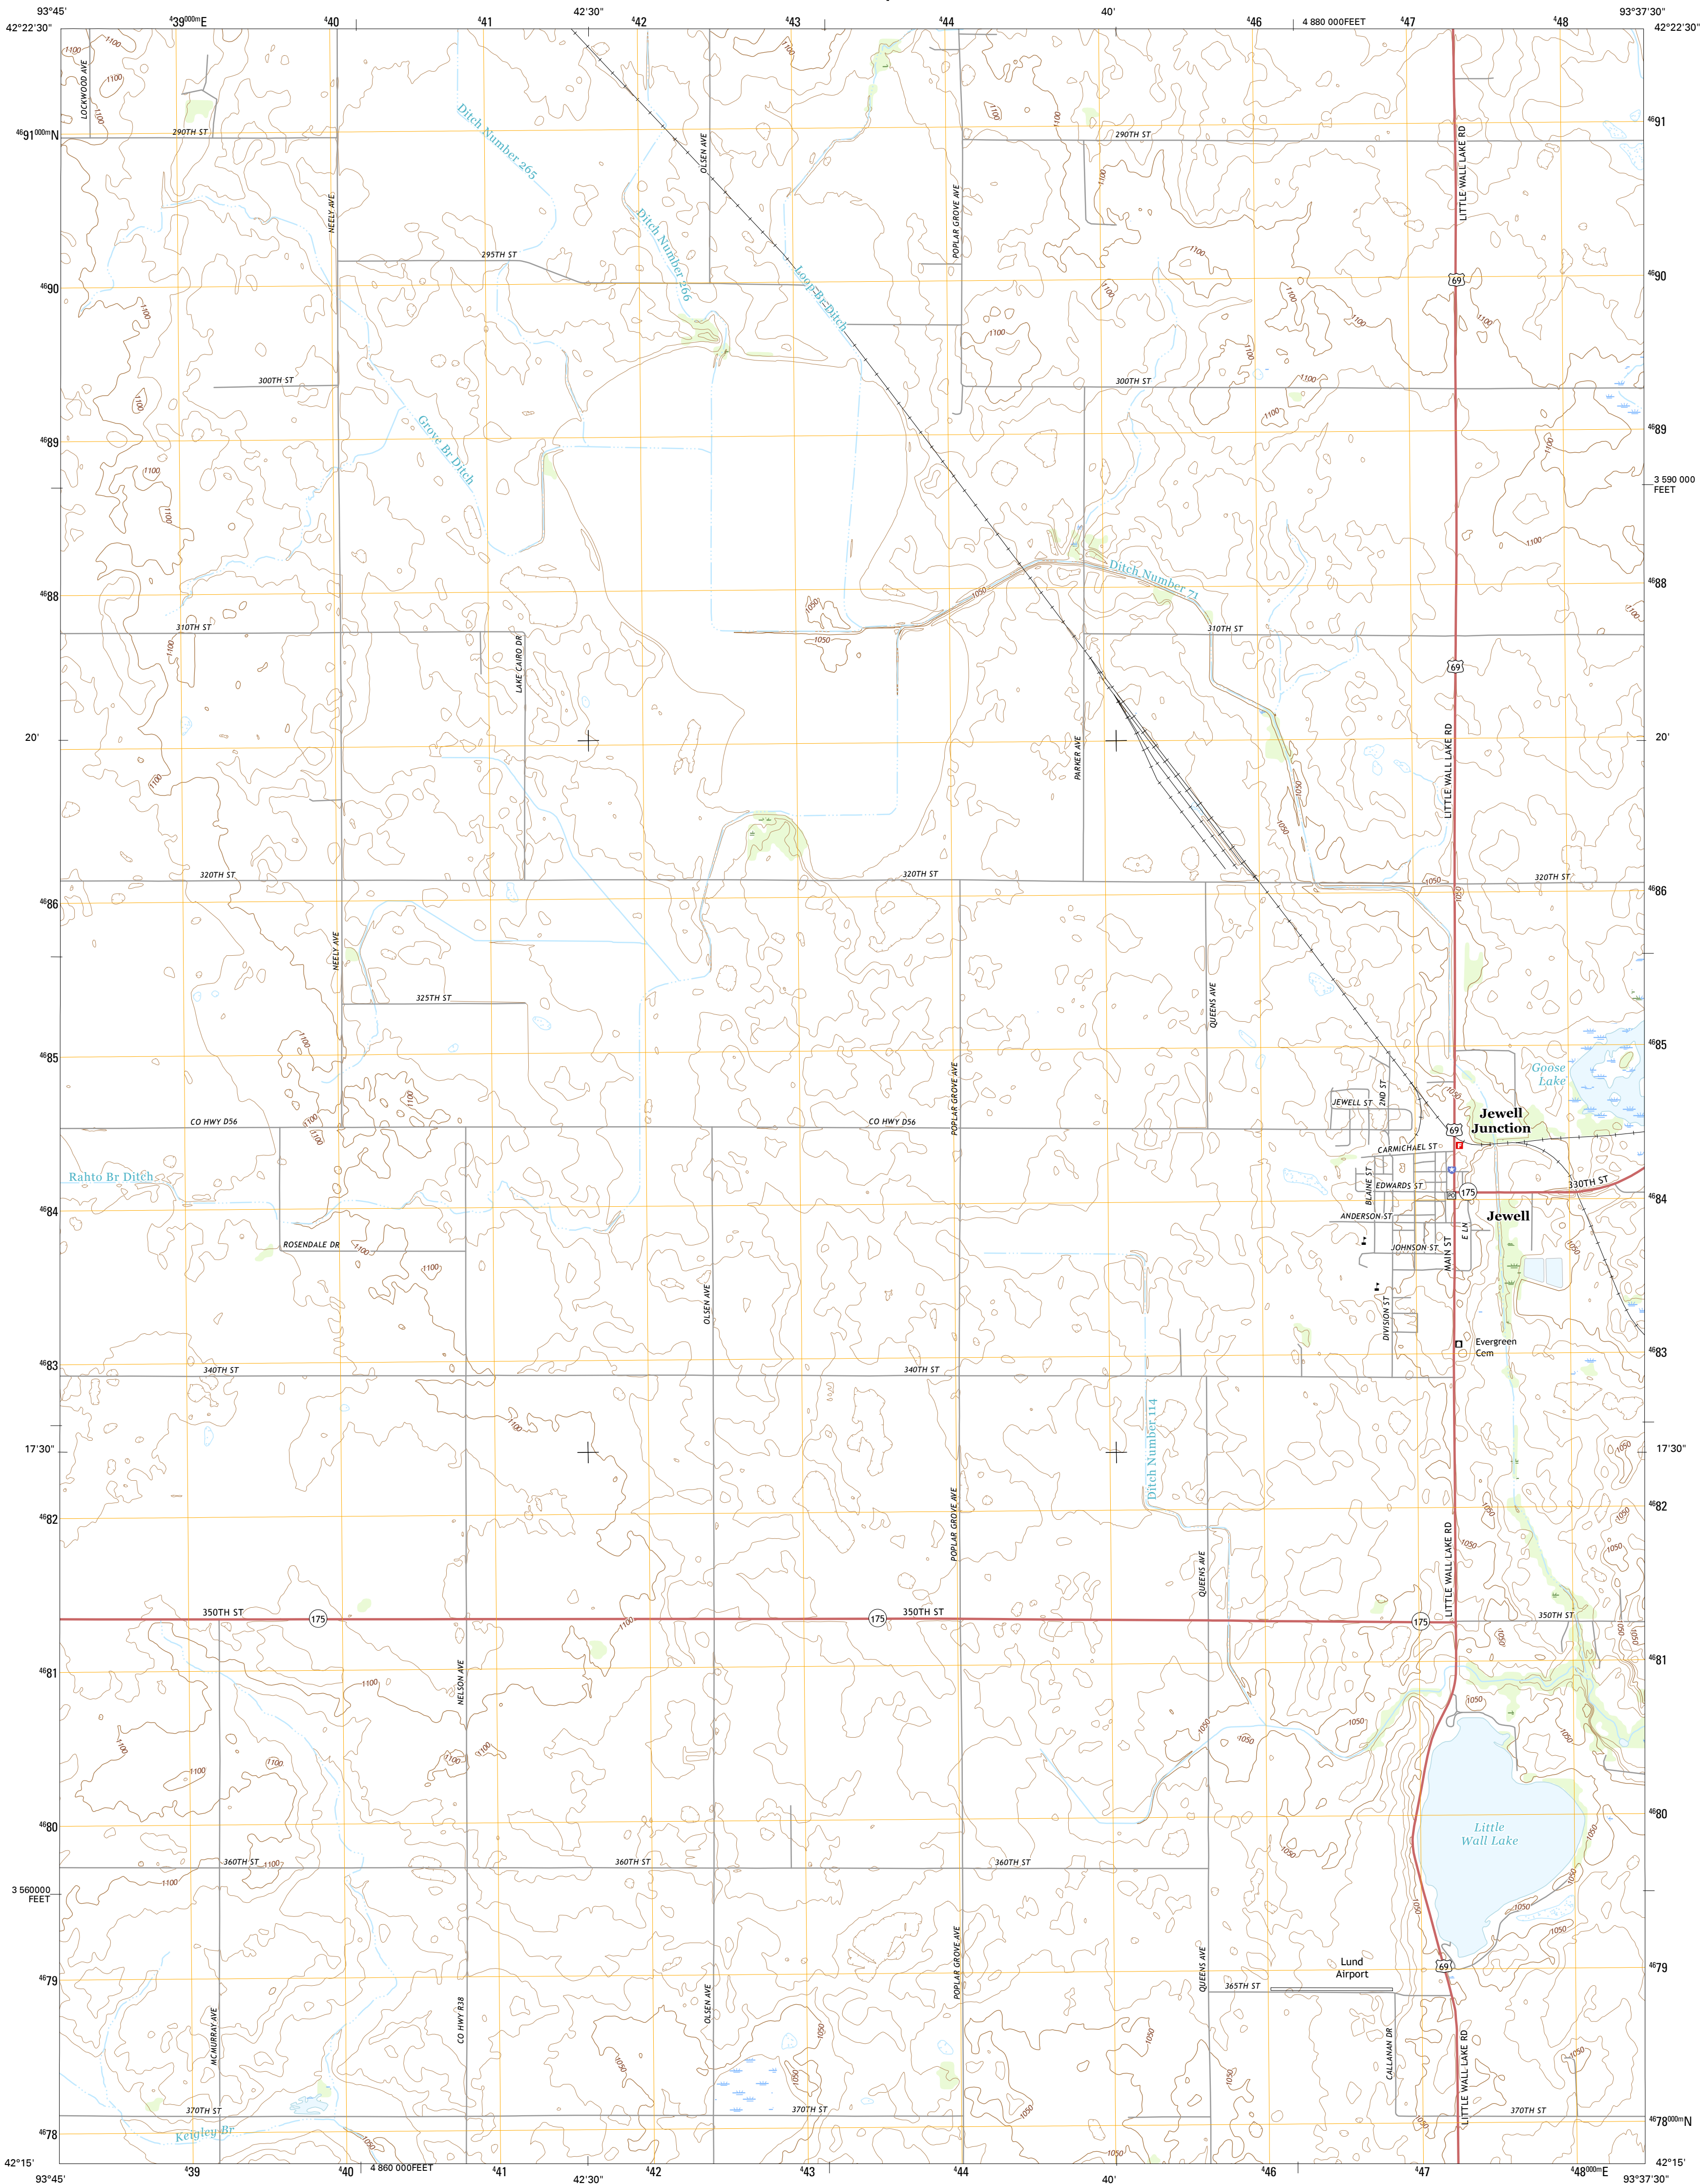 93°45'
⁴39⁰⁰⁰ᵐE
⁴40
⁴41
42'30"
⁴42
⁴43
⁴44
40'
⁴46
4 880 000FEET
⁴47
⁴48
93°37'30"
42°22'30"
42°22'30"
LOCKWOOD AVE
290TH ST
⁴⁶91⁰⁰⁰ᵐN
Ditch Number 265
OLSEN AVE
290TH ST
LITTLE WALL LAKE RD
⁴⁶91
NEELY AVE
Ditch Number 266
POPLAR GROVE AVE
295TH ST
Loop Br Ditch
69
⁴⁶90
⁴⁶90
300TH ST
300TH ST
Grove Br Ditch
⁴⁶89
⁴⁶89
3 590 000
FEET
Ditch Number 71
⁴⁶88
⁴⁶88
1050
310TH ST
310TH ST
1050
1050
LAKE CAIRO DR
69
20'
20'
PARKER AVE
LITTLE WALL LAKE RD
320TH ST
320TH ST
320TH ST
⁴⁶86
⁴⁶86
NEELY AVE
325TH ST
QUEENS AVE
⁴⁶85
⁴⁶85
Goose
Lake
2ND ST
JEWELL ST
POPLAR GROVE AVE
CO HWY D56
CO HWY D56
Jewell
Junction
69
F
CARMICHAEL ST
Rahto Br Ditch
BLAINE ST
EDWARDS ST
PO
175
330TH ST
⁴⁶84
⁴⁶84
ANDERSON ST
Jewell
E LN
ROSENDALE DR
JOHNSON ST
MAIN ST
OLSEN AVE
DIVISION ST
Evergreen
Cem
⁴⁶83
⁴⁶83
340TH ST
340TH ST
Ditch Number 114
17'30"
17'30"
⁴⁶82
⁴⁶82
POPLAR GROVE AVE
QUEENS AVE
LITTLE WALL LAKE RD
350TH ST
175
175
350TH ST
175
350TH ST
1100
⁴⁶81
⁴⁶81
NELSON AVE
1100
1050
1100
1100
⁴⁶80
⁴⁶80
Little
Wall Lake
360TH ST
360TH ST
360TH ST
1100
3 560000
FEET
POPLAR GROVE AVE
QUEENS AVE
Lund
Airport
69
⁴⁶79
⁴⁶79
365TH ST
OLSEN AVE
CO HWY R38
MCMURRAY AVE
CALLANAN DR
LITTLE WALL LAKE RD
1050
370TH ST
370TH ST
370TH ST
⁴⁶78
Keigley Br
⁴⁶78⁰⁰⁰ᵐN
1050
1050
42°15'
42°15'
93°45'
⁴39
⁴40
4 860 000FEET
⁴41
42'30"
⁴42
⁴43
⁴44
40'
⁴46
⁴47
⁴48⁰⁰⁰ᵐE
93°37'30"